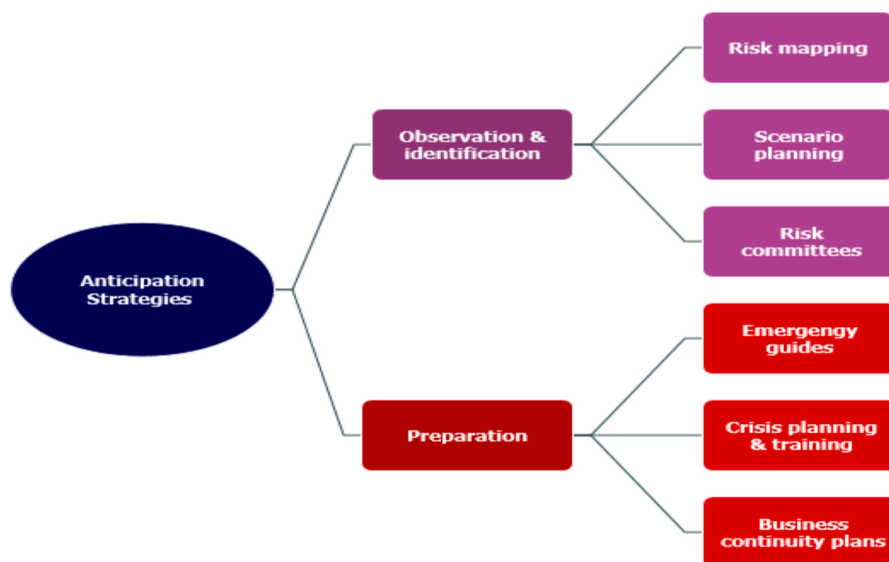 Risk mapping
Observation &
identification
Scenario
planning
Risk
committees
Anticipation
Strategies
Emergengy
guides
Preparation
Crisis planning
& training
Business
continuity plans